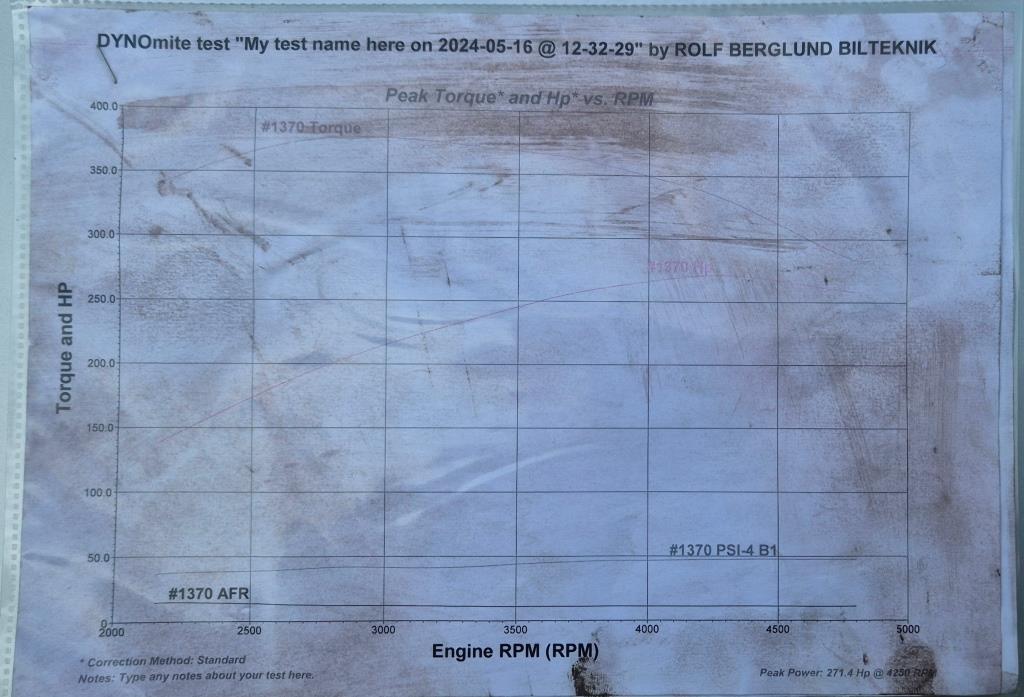 DYNOmite test "My test name here on 2024-05-16 @ 12-32-29" by ROLF BERGLUND BILTEKNIK
Peak Torque* and Hp* vs. RPM
400.0
#1370 Torque
350.0
300.0
#1370 Hp
250.0
Torque and HP
200.0
150.0
100.0
50.0
#1370 PSI-4 B1
#1370 AFR
0
2000 2500 3000 3500 4000 4500 5000
Engine RPM (RPM)
* Correction Method: Standard
Notes: Type any notes about your test here.
Peak Power: 271.4 Hp @ 4250 RPM